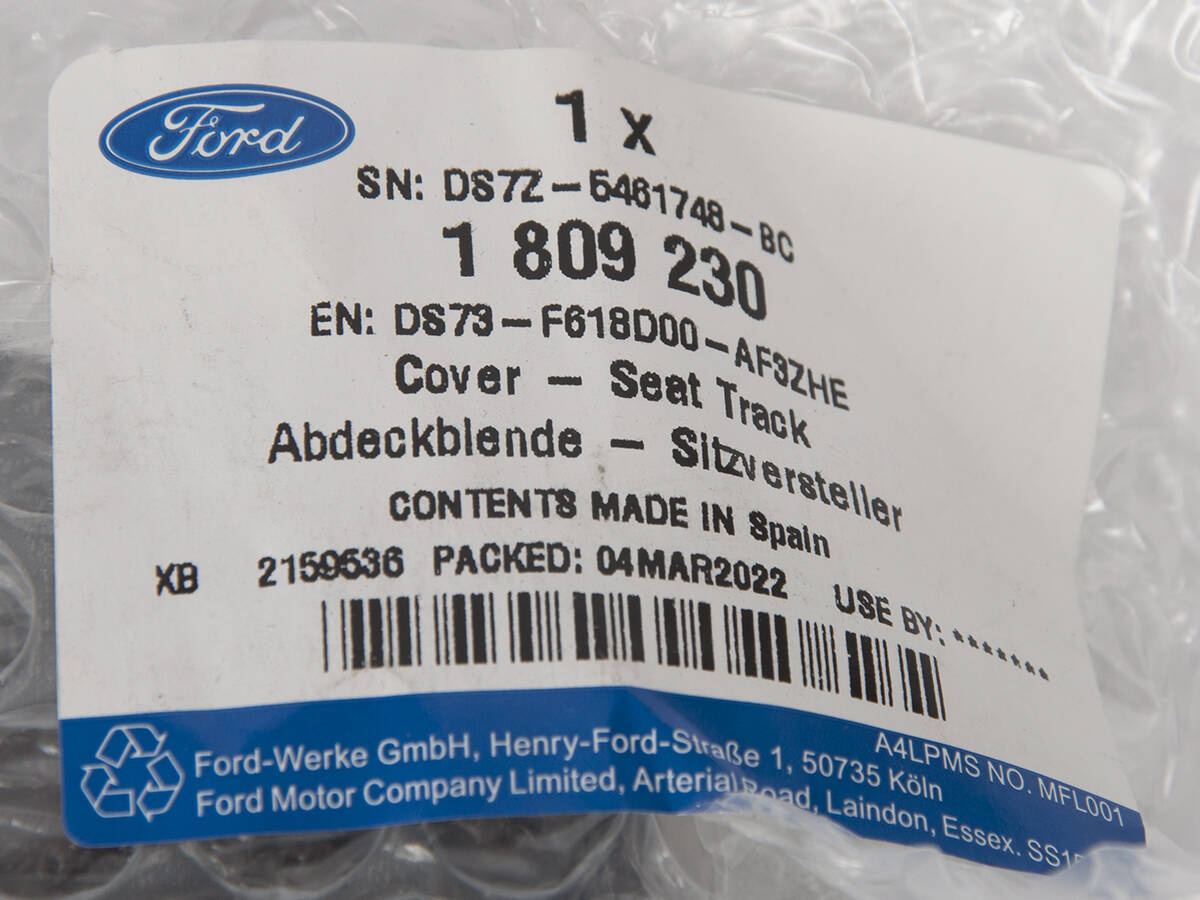 Ford
1 x
SN: DS7Z-5461748-BC
1 809 230
EN: DS73-F618D00-AF3ZHE
Cover - Seat Track
Abdeckblende - Sitzversteller
CONTENTS MADE IN Spain
XB 2159536 PACKED: 04MAR2022 USE BY: *******
A4LPMS NO. MFL001
Ford-Werke GmbH, Henry-Ford-Straße 1, 50735 Köln
Ford Motor Company Limited, Arterial Road, Laindon, Essex.